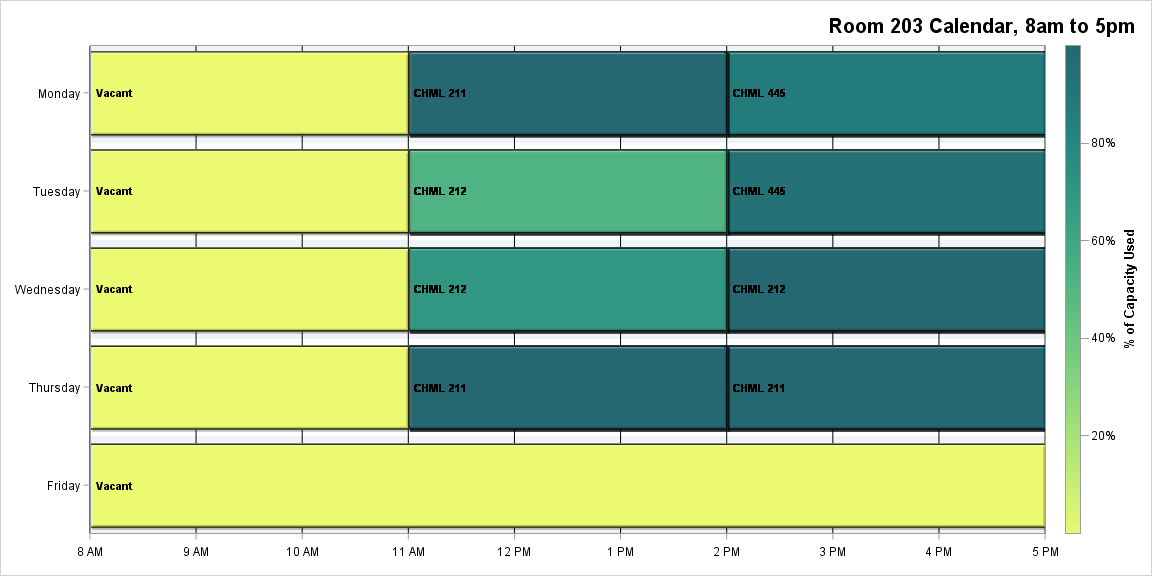 Room 203 Calendar, 8am to 5pm
Monday
Vacant
CHML 211
CHML 445
Tuesday
Vacant
CHML 212
CHML 445
Wednesday
Vacant
CHML 212
CHML 212
Thursday
Vacant
CHML 211
CHML 211
Friday
Vacant
8 AM
9 AM
10 AM
11 AM
12 PM
1 PM
2 PM
3 PM
4 PM
5 PM
80%
60%
40%
20%
% of Capacity Used